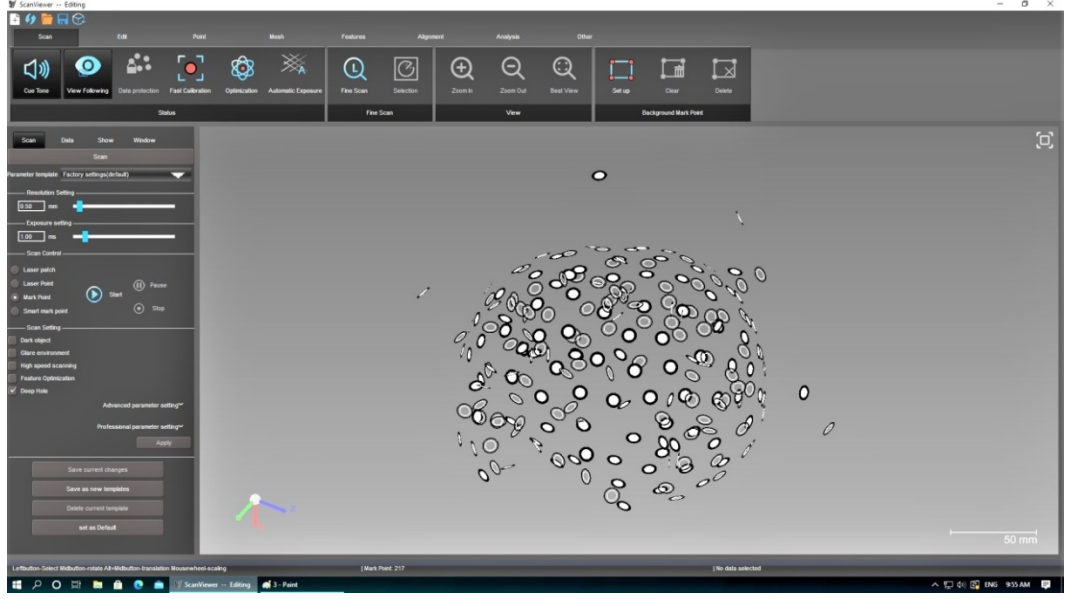 ScanViewer -- Editing
Scan Edit Point Mesh Features Alignment Analysis Other
Cue Tone View Following Data protection Fast Calibration Optimization Automatic Exposure Fine Scan Selection Zoom In Zoom Out Best View Set up Clear Delete
Status Fine Scan View Background Mark Point
Scan Data Show Window
Scan
Parameter template Factory settings(default)
Resolution Setting
0.50 mm
Exposure setting
1.00 ms
Scan Control
Laser patch
Laser Point
Mark Point
Smart mark point
Start
Pause
Stop
Scan Setting
Dark object
Glare environment
High speed scanning
Feature Optimization
Deep Hole
Advanced parameter setting
Professional parameter setting
Apply
Save current changes
Save as new templates
Delete current template
set as Default
Z
50 mm
Leftbutton-Select Midbutton-rotate Alt+Midbutton-translation Mousewheel-scaling | Mark Point: 217 | No data selected
ScanViewer -- Editing 3 - Paint ENG 9:55 AM